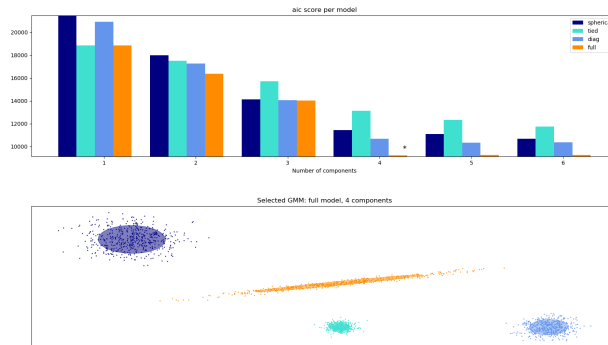 aic score per model
20000
18000
16000
14000
12000
10000
spherical
tied
diag
full
*
1 2 3 4 5 6
Number of components
Selected GMM: full model, 4 components